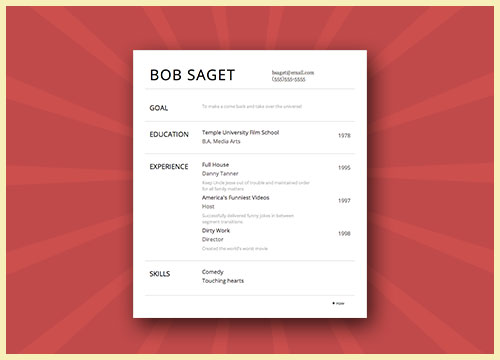 BOB SAGET
bsaget@email.com
(555)555-5555
GOAL
To make a come back and take over the universe
EDUCATION
Temple University Film School
1978
B.A. Media Arts
EXPERIENCE
Full House
1995
Danny Tanner
Keep Uncle Jesse out of trouble and maintained order
for all family matters
America's Funniest Videos
1997
Host
Successfully delivered funny jokes in between
segment transitions
Dirty Work
1998
Director
Created the world's worst movie
SKILLS
Comedy
Touching hearts